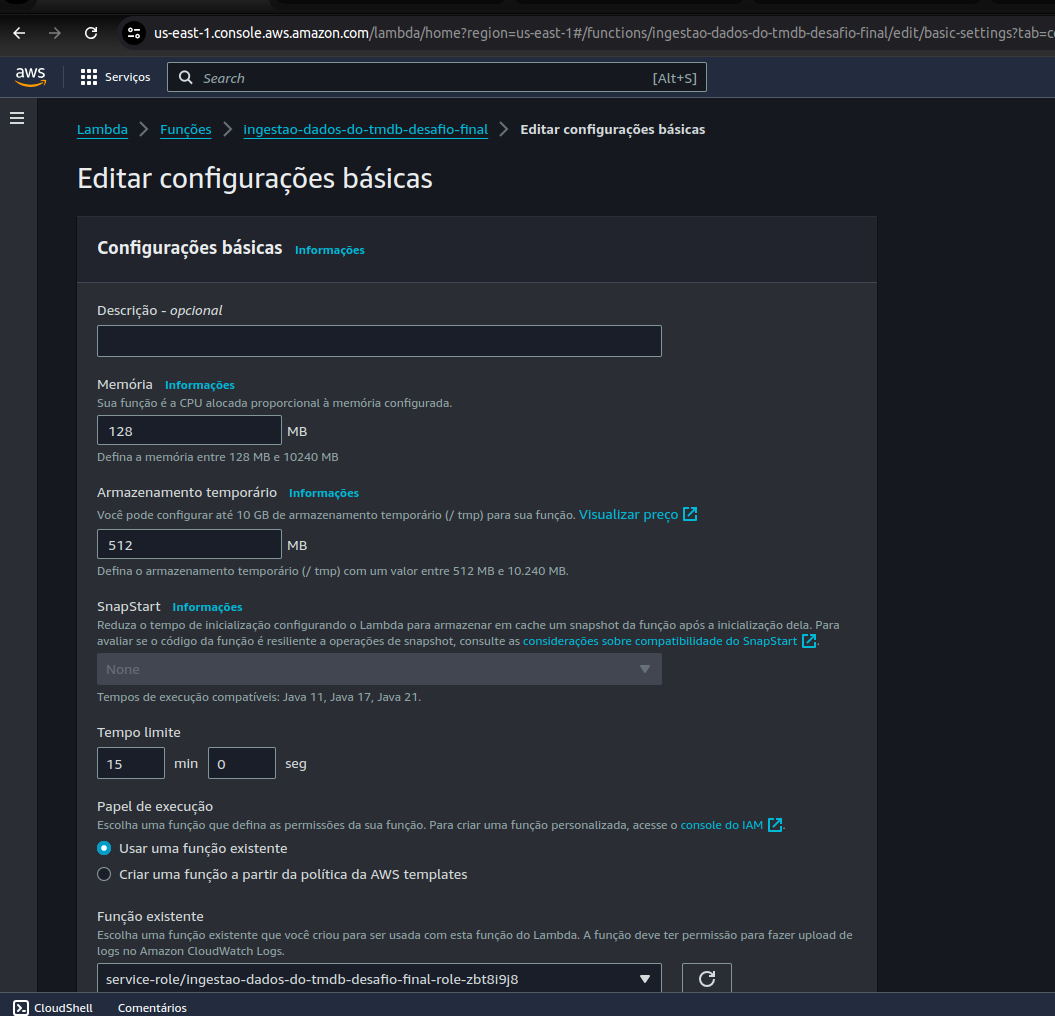 us-east-1.console.aws.amazon.com/lambda/home?region=us-east-1#/functions/ingestao-dados-do-tmdb-desafio-final/edit/basic-settings?tab=c
aws Serviços Search [Alt+S]
Lambda > Funções > ingestao-dados-do-tmdb-desafio-final > Editar configurações básicas
Editar configurações básicas
Configurações básicas Informações
Descrição - opcional
Memória Informações
Sua função é a CPU alocada proporcional à memória configurada.
128 MB
Defina a memória entre 128 MB e 10240 MB
Armazenamento temporário Informações
Você pode configurar até 10 GB de armazenamento temporário (/ tmp) para sua função. Visualizar preço
512 MB
Defina o armazenamento temporário (/ tmp) com um valor entre 512 MB e 10.240 MB.
SnapStart Informações
Reduza o tempo de inicialização configurando o Lambda para armazenar em cache um snapshot da função após a inicialização dela. Para
avaliar se o código da função é resiliente a operações de snapshot, consulte as considerações sobre compatibilidade do SnapStart.
None
Tempos de execução compatíveis: Java 11, Java 17, Java 21.
Tempo limite
15 min 0 seg
Papel de execução
Escolha uma função que defina as permissões da sua função. Para criar uma função personalizada, acesse o console do IAM.
Usar uma função existente
Criar uma função a partir da política da AWS templates
Função existente
Escolha uma função existente que você criou para ser usada com esta função do Lambda. A função deve ter permissão para fazer upload de
logs no Amazon CloudWatch Logs.
service-role/ingestao-dados-do-tmdb-desafio-final-role-zbt8i9j8
CloudShell Comentários